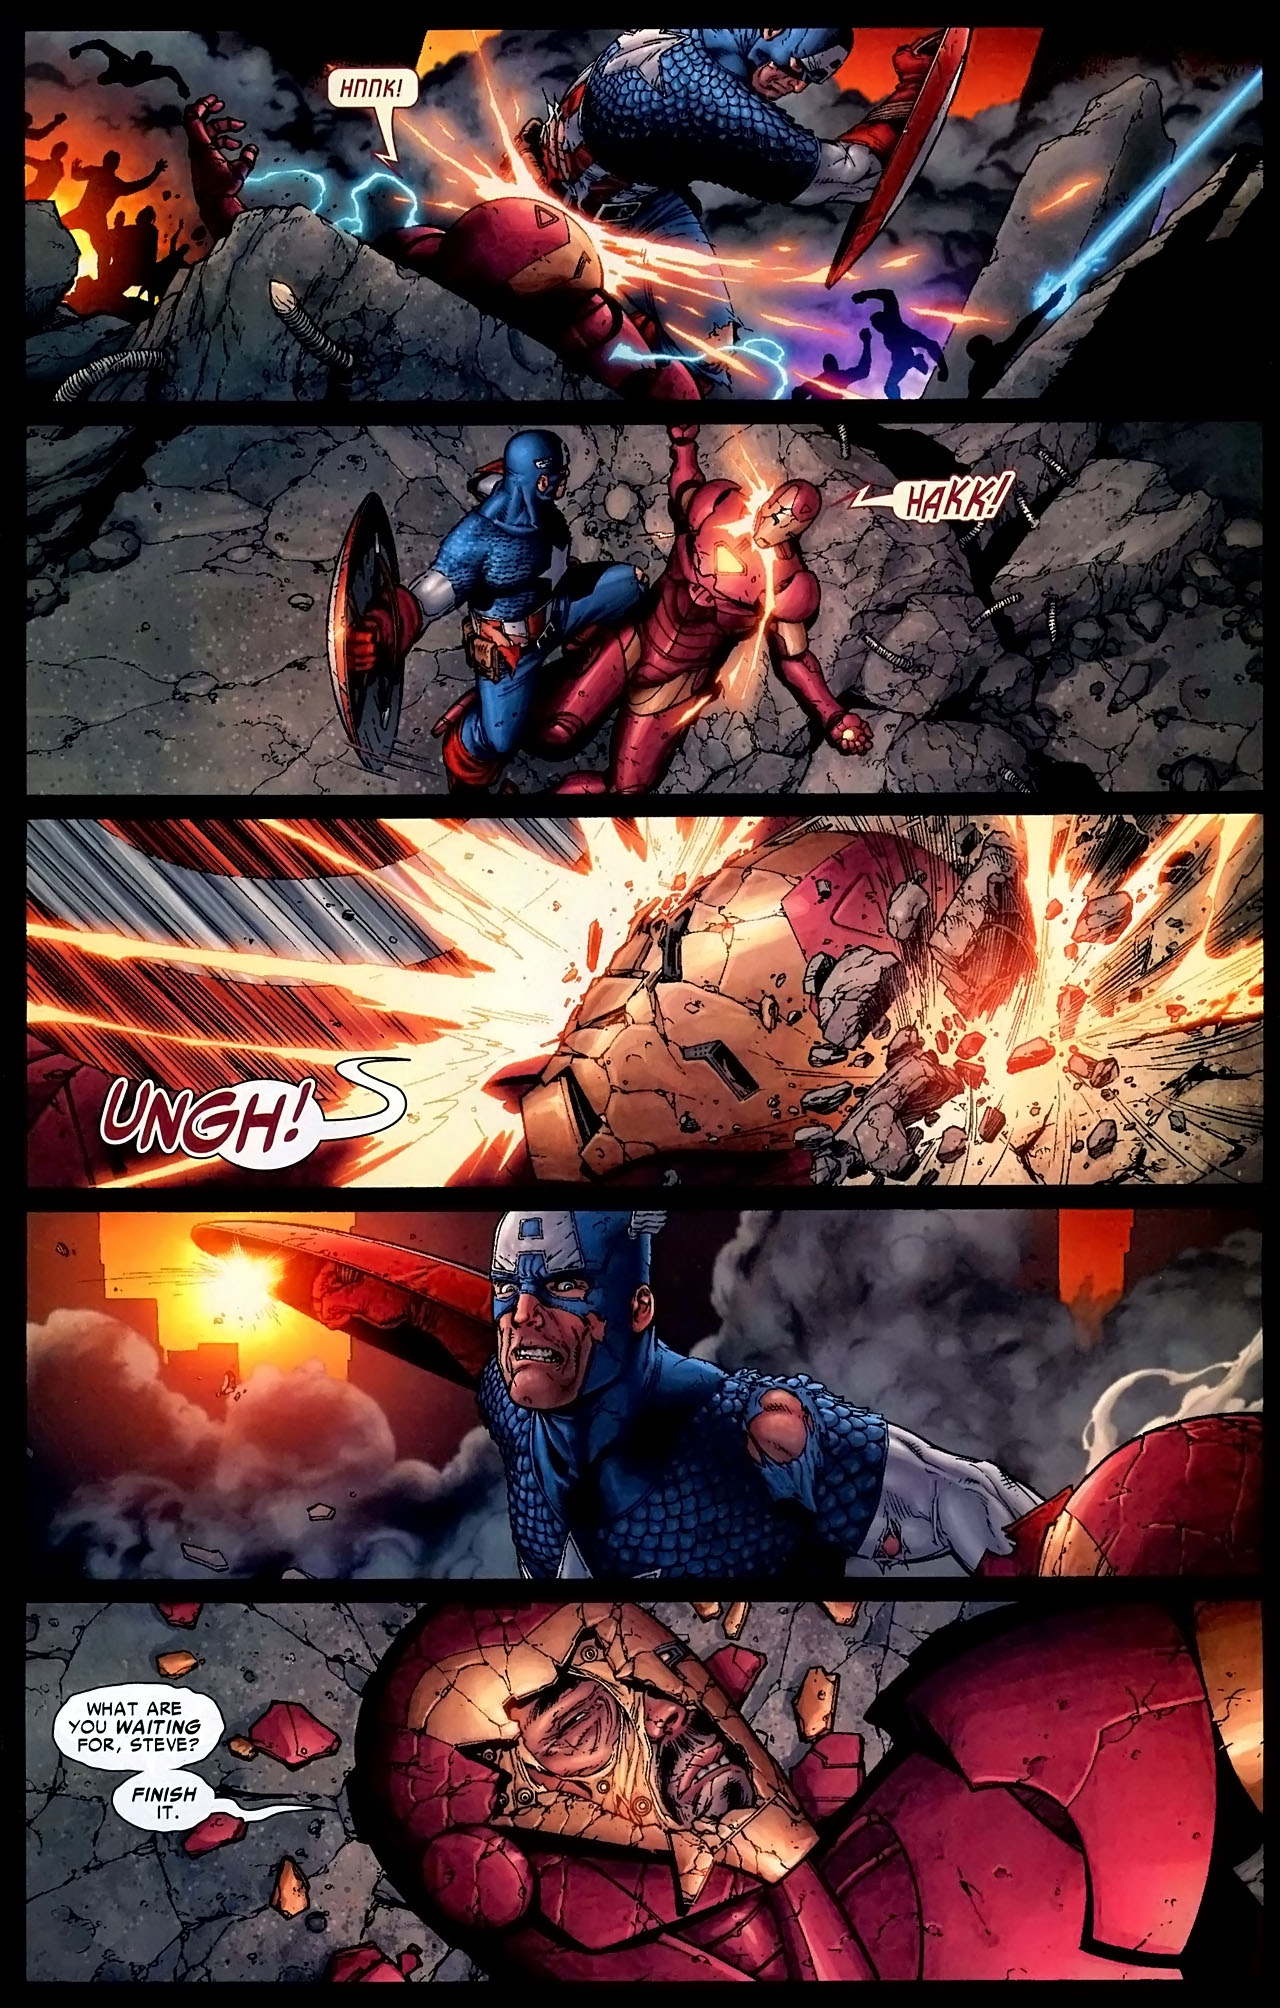 HNNK!
HAKK!
UNGH!
WHAT ARE
YOU WAITING
FOR, STEVE?
FINISH
IT.